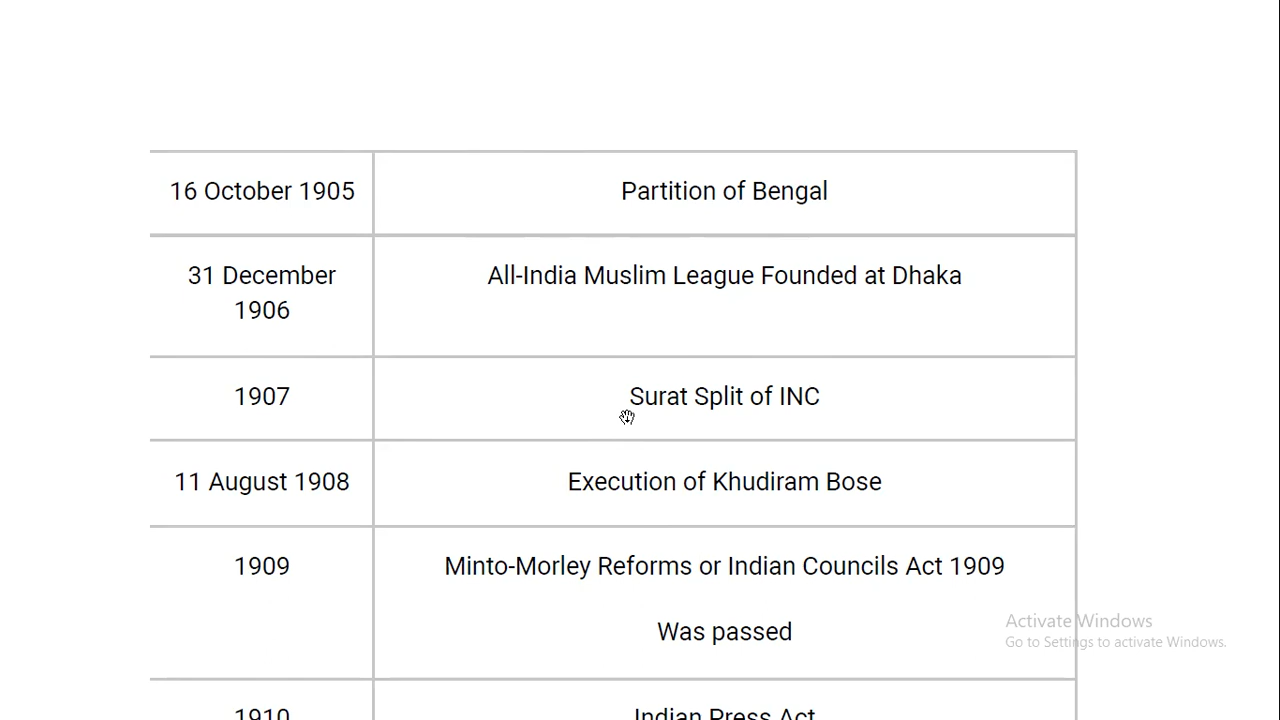 16 October 1905
Partition of Bengal
31 December
1906
All-India Muslim League Founded at Dhaka
1907
Surat Split of INC
11 August 1908
Execution of Khudiram Bose
1909
Minto-Morley Reforms or Indian Councils Act 1909
Was passed
Activate Windows
Go to Settings to activate Windows.
1910
Indian Press Act